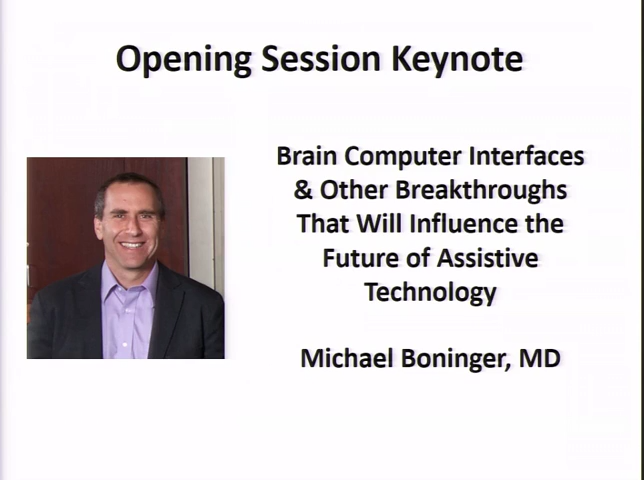 Opening Session Keynote
Brain Computer Interfaces
& Other Breakthroughs
That Will Influence the
Future of Assistive
Technology
Michael Boninger, MD